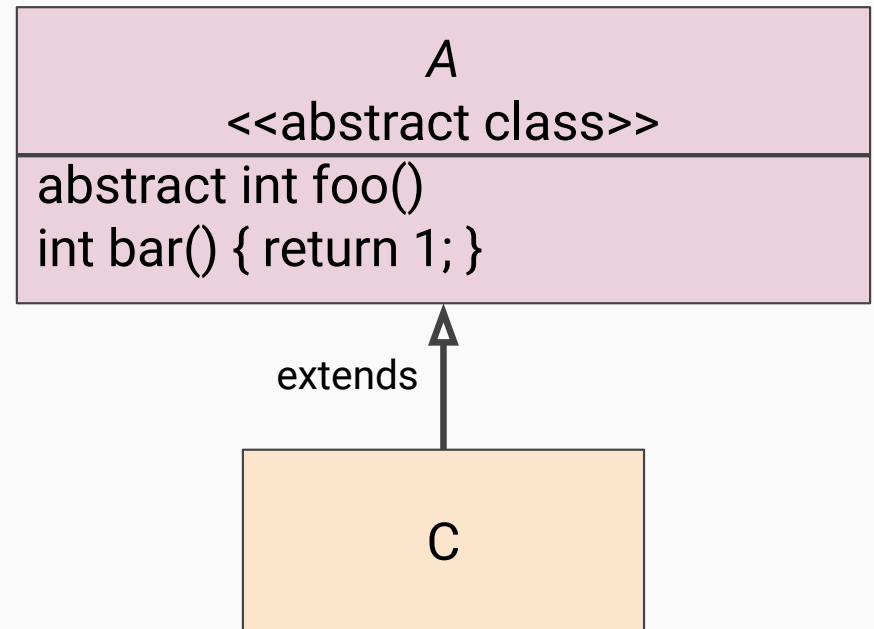 A
<<abstract class>>
abstract int foo()
int bar() { return 1; }
extends
C